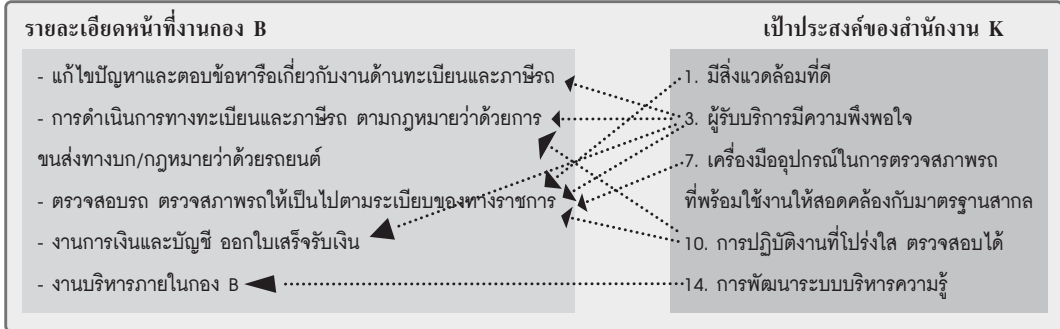 รายละเอียดหน้าที่งานกอง B
- แก้ไขปัญหาและตอบข้อหารือเกี่ยวกับงานด้านทะเบียนและภาษีรถ
- การดำเนินการทางทะเบียนและภาษีรถ ตามกฎหมายว่าด้วยการ
ขนส่งทางบก/กฎหมายว่าด้วยรถยนต์
- ตรวจสอบรถ ตรวจสภาพรถให้เป็นไปตามระเบียบของทางราชการ
- งานการเงินและบัญชี ออกใบเสร็จรับเงิน
- งานบริหารภายในกอง B
เป้าประสงค์ของสำนักงาน K
1. มีสิ่งแวดล้อมที่ดี
3. ผู้รับบริการมีความพึงพอใจ
7. เครื่องมืออุปกรณ์ในการตรวจสภาพรถ
ที่พร้อมใช้งานให้สอดคล้องกับมาตรฐานสากล
10. การปฏิบัติงานที่โปร่งใส ตรวจสอบได้
14. การพัฒนาระบบบริหารความรู้